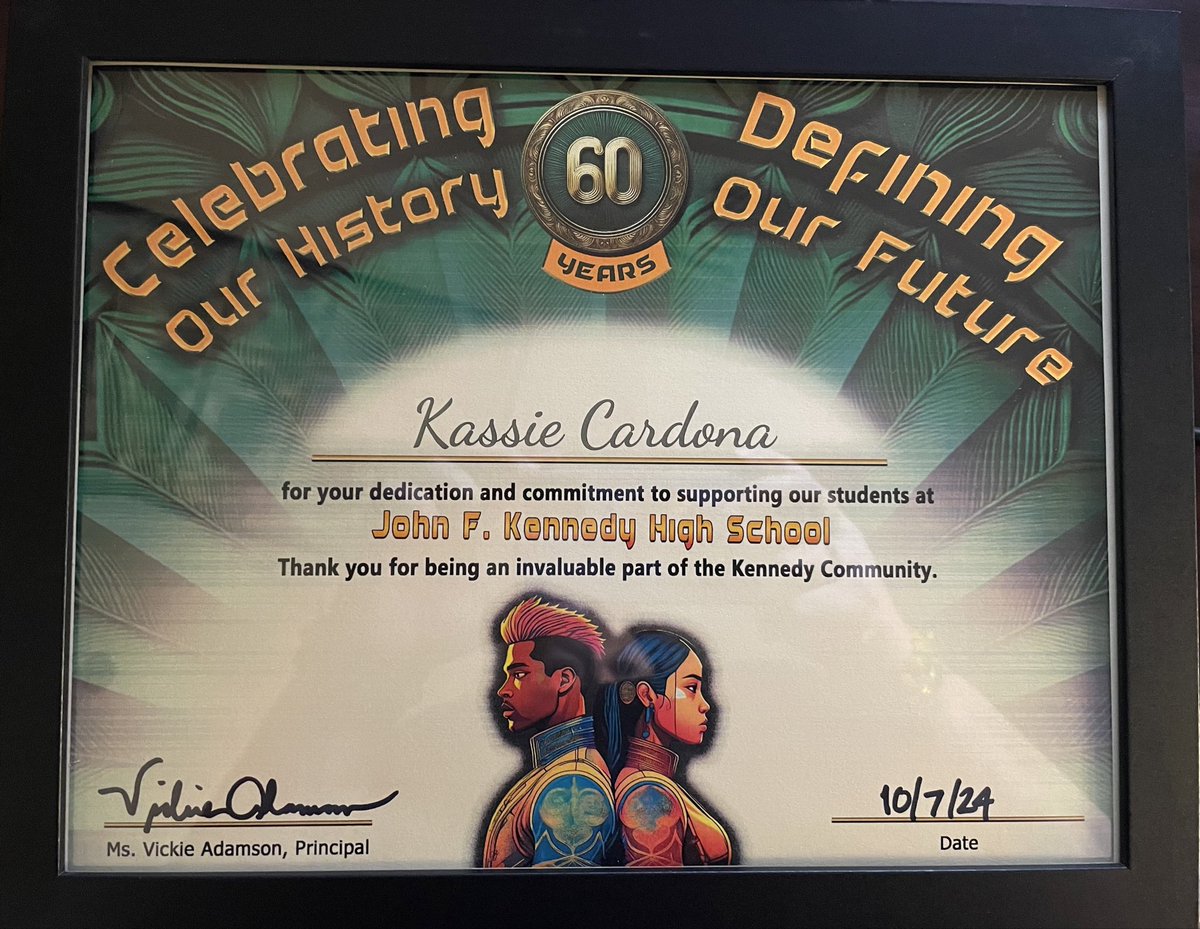 Celebrating
Our History
60
YEARS
Defining
Our Future
Kassie Cardona
for your dedication and commitment to supporting our students at
John F. Kennedy High School
Thank you for being an invaluable part of the Kennedy Community.
Vickie Adamson
Ms. Vickie Adamson, Principal
10/7/24
Date